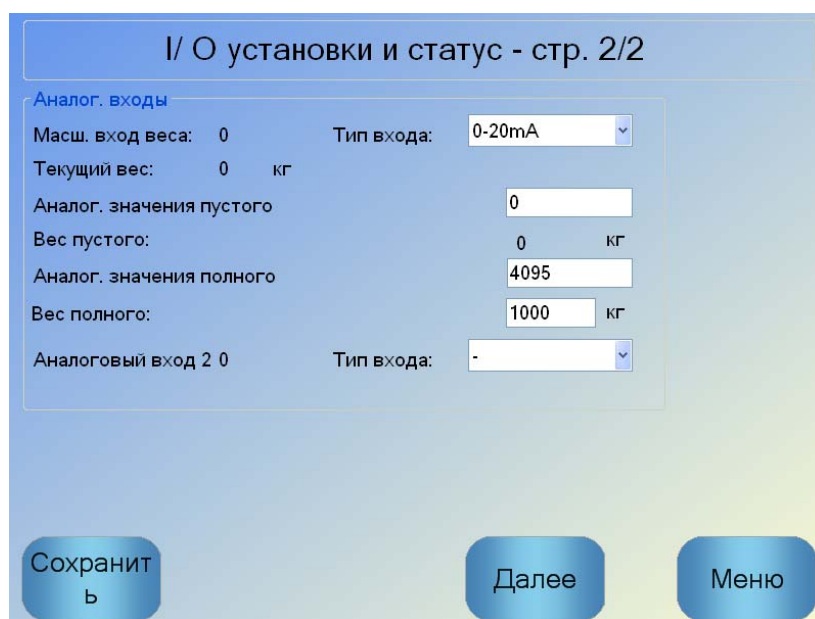 I/ О установки и статус - стр. 2/2
Аналог. входы
Масш. вход веса: 0 Тип входа: 0-20mA
Текущий вес: 0 кг
Аналог. значения пустого 0
Вес пустого: 0 кг
Аналог. значения полного 4095
Вес полного: 1000 кг
Аналоговый вход 2 0 Тип входа: -
Сохранит
ь
Далее
Меню